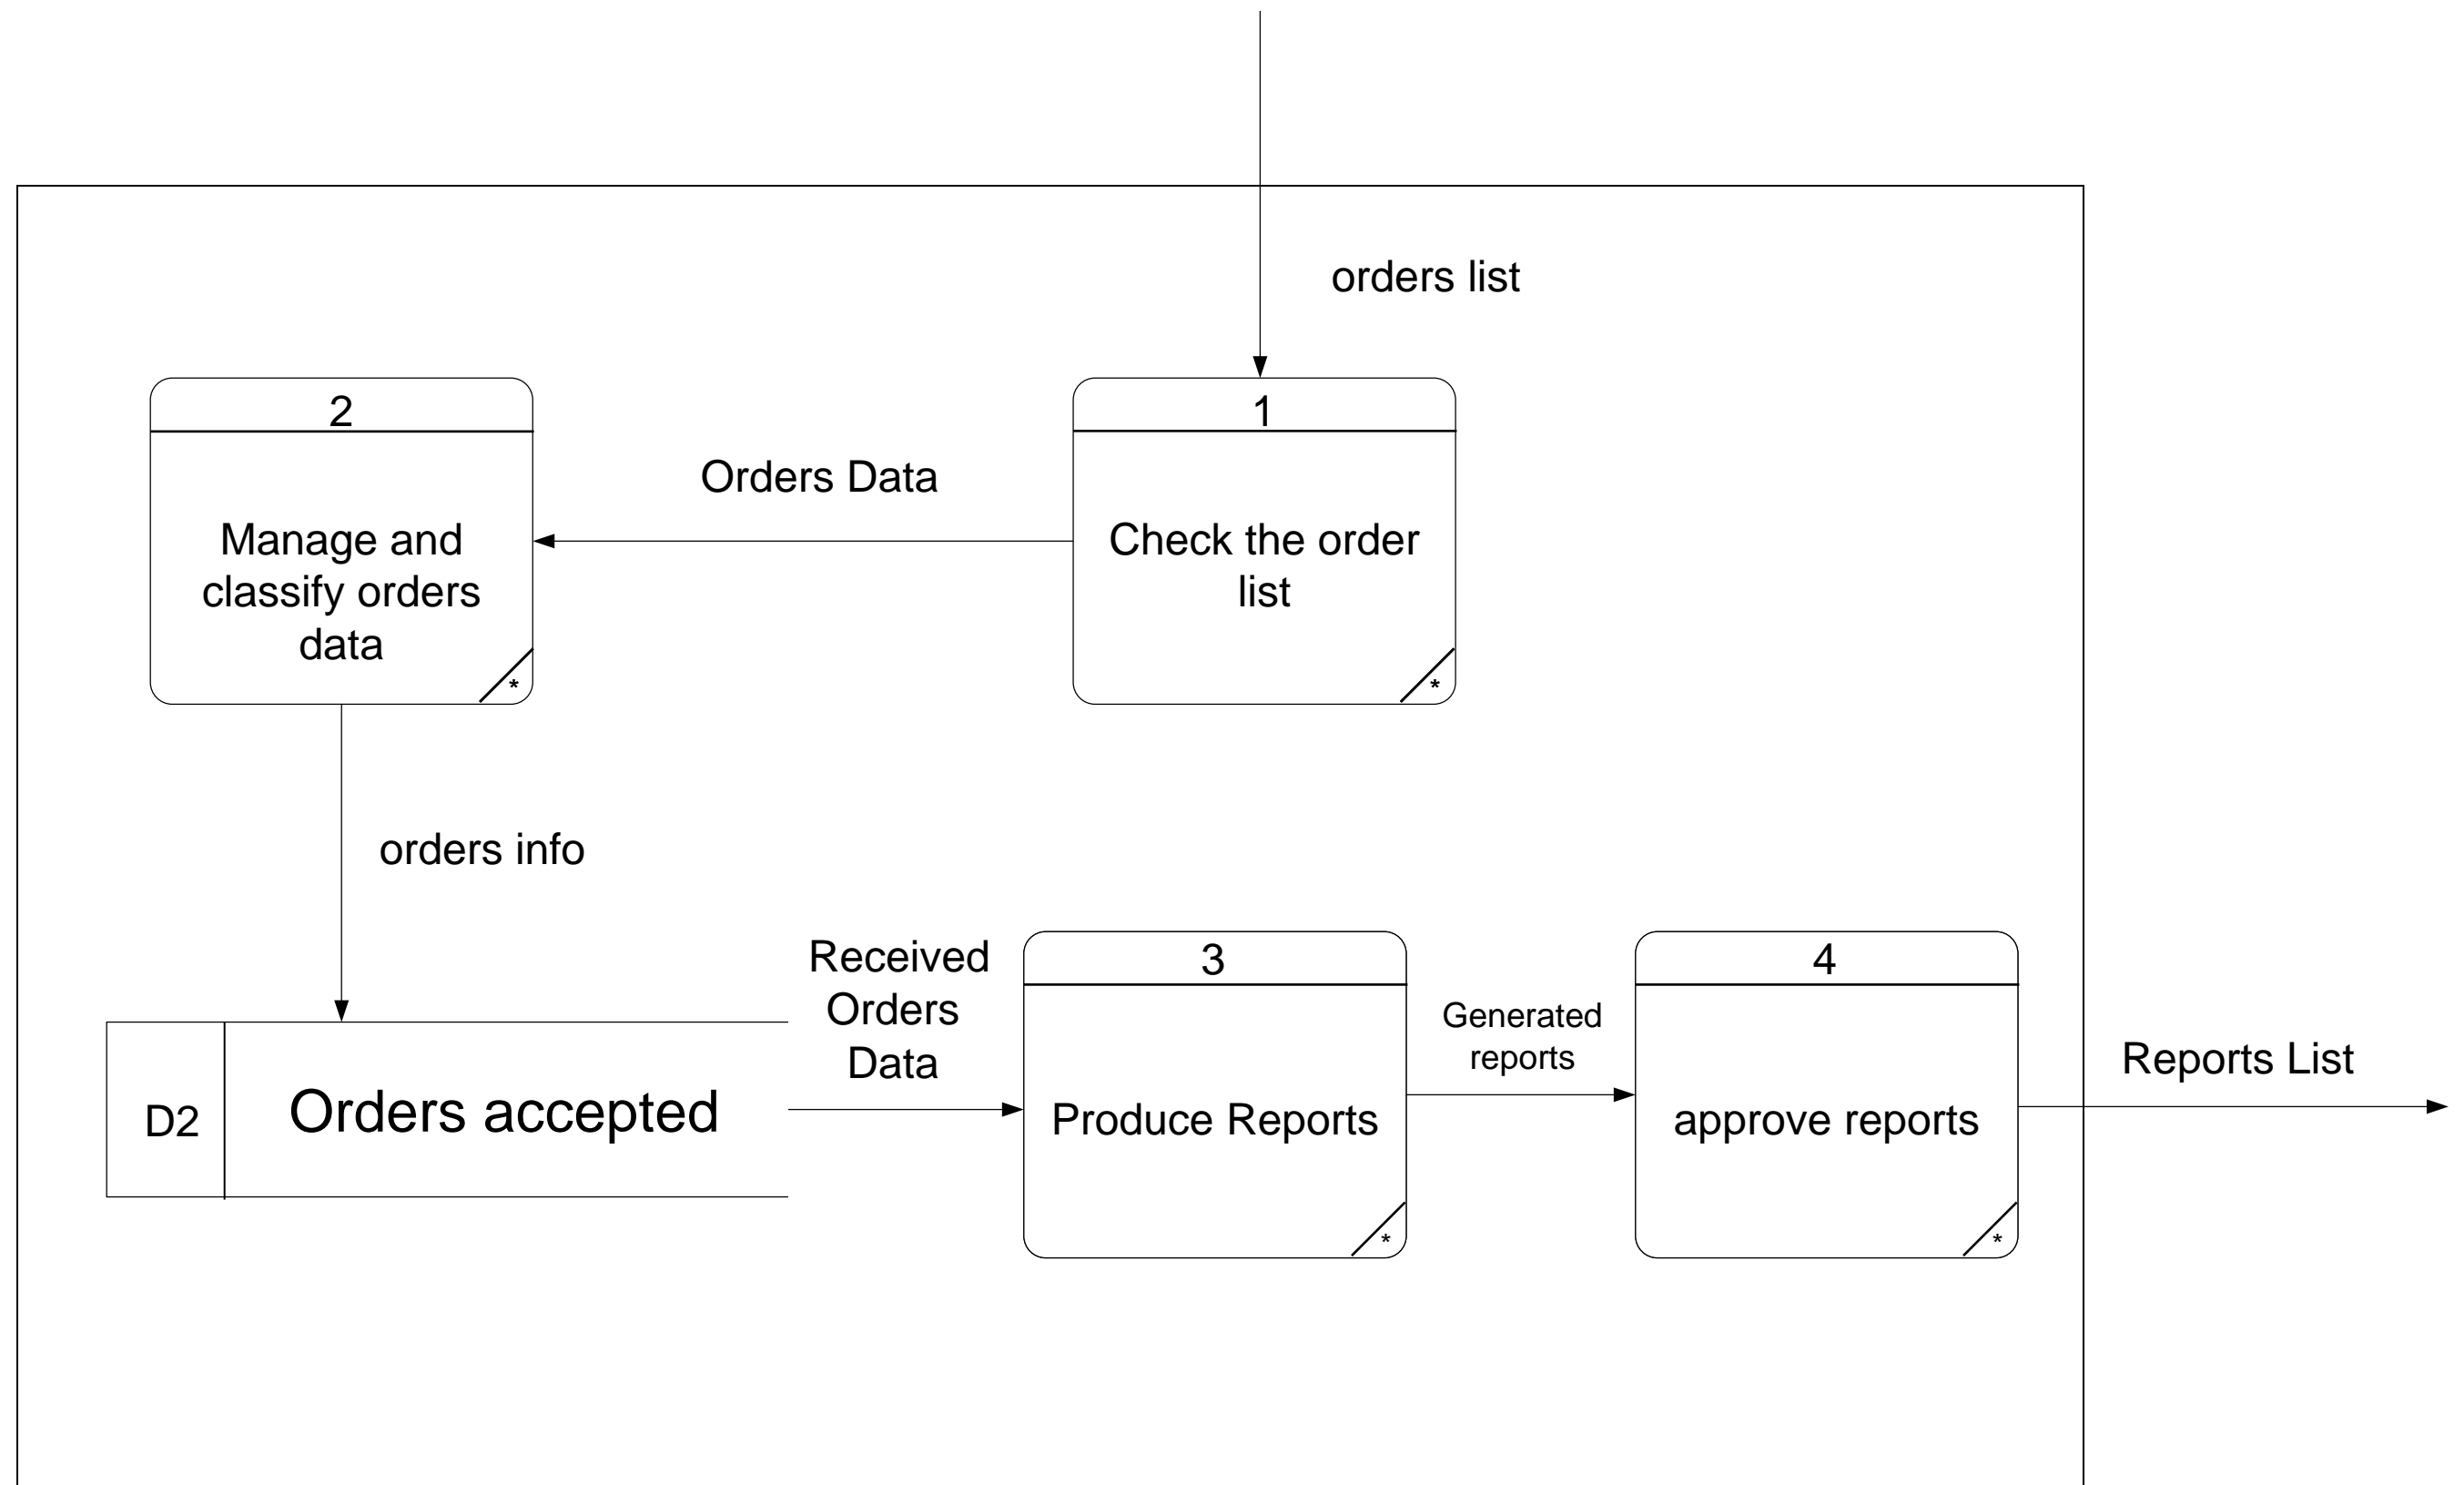 orders list
2
1
Orders Data
Manage and
classify orders
data
*
Check the order
list
*
orders info
Received
Orders
Data
3
4
Generated
reports
Reports List
D2
Orders accepted
Produce Reports
*
approve reports
*